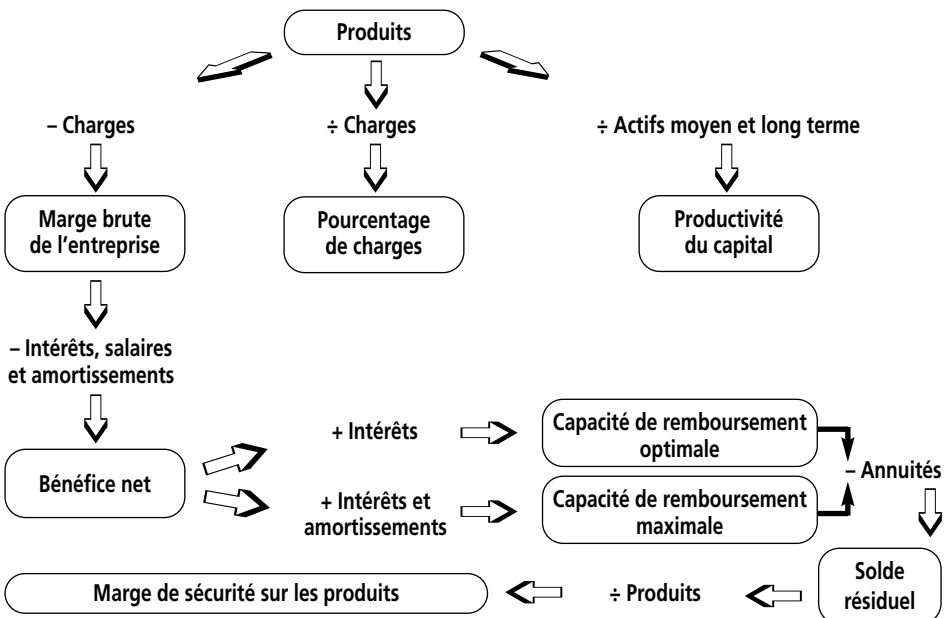 Produits
– Charges
÷ Charges
÷ Actifs moyen et long terme
Marge brute
de l’entreprise
Pourcentage
de charges
Productivité
du capital
– Intérêts, salaires
et amortissements
Bénéfice net
+ Intérêts
Capacité de remboursement
optimale
+ Intérêts et
amortissements
Capacité de remboursement
maximale
– Annuités
Solde
résiduel
÷ Produits
Marge de sécurité sur les produits